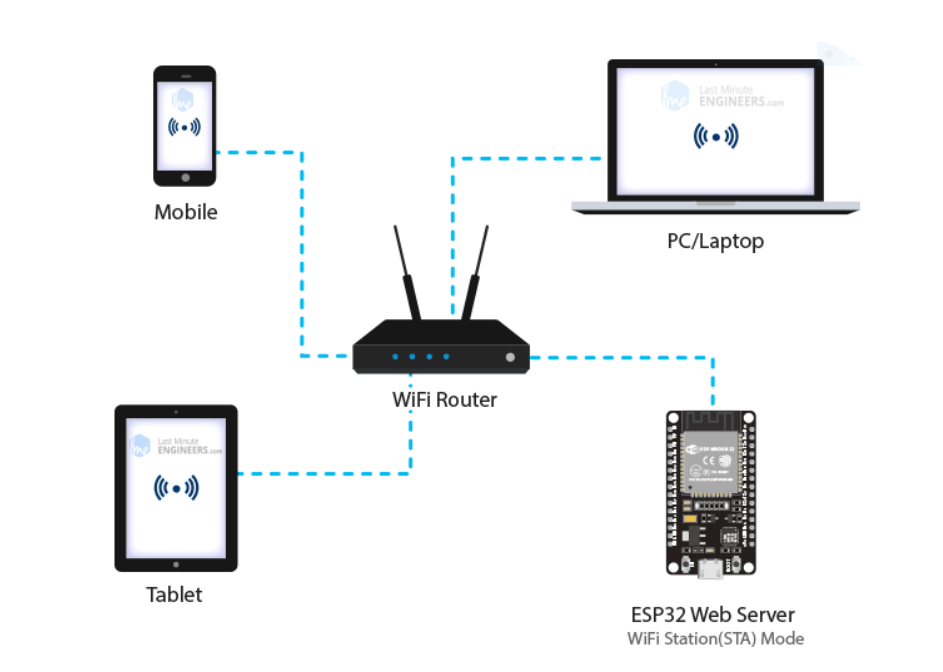 Last Minute
ENGINEERS.com
Mobile
PC/Laptop
WiFi Router
Last Minute
ENGINEERS.com
Tablet
ESP32 Web Server
WiFi Station(STA) Mode